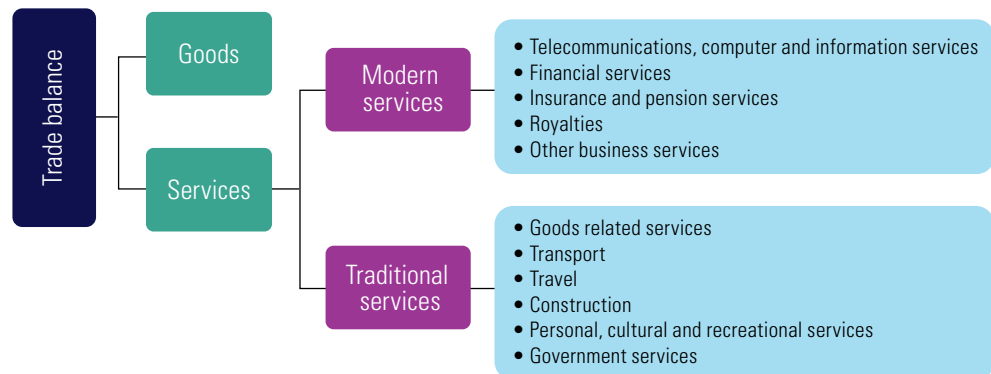 Trade balance
Goods
Services
Modern
services
• Telecommunications, computer and information services
• Financial services
• Insurance and pension services
• Royalties
• Other business services
Traditional
services
• Goods related services
• Transport
• Travel
• Construction
• Personal, cultural and recreational services
• Government services